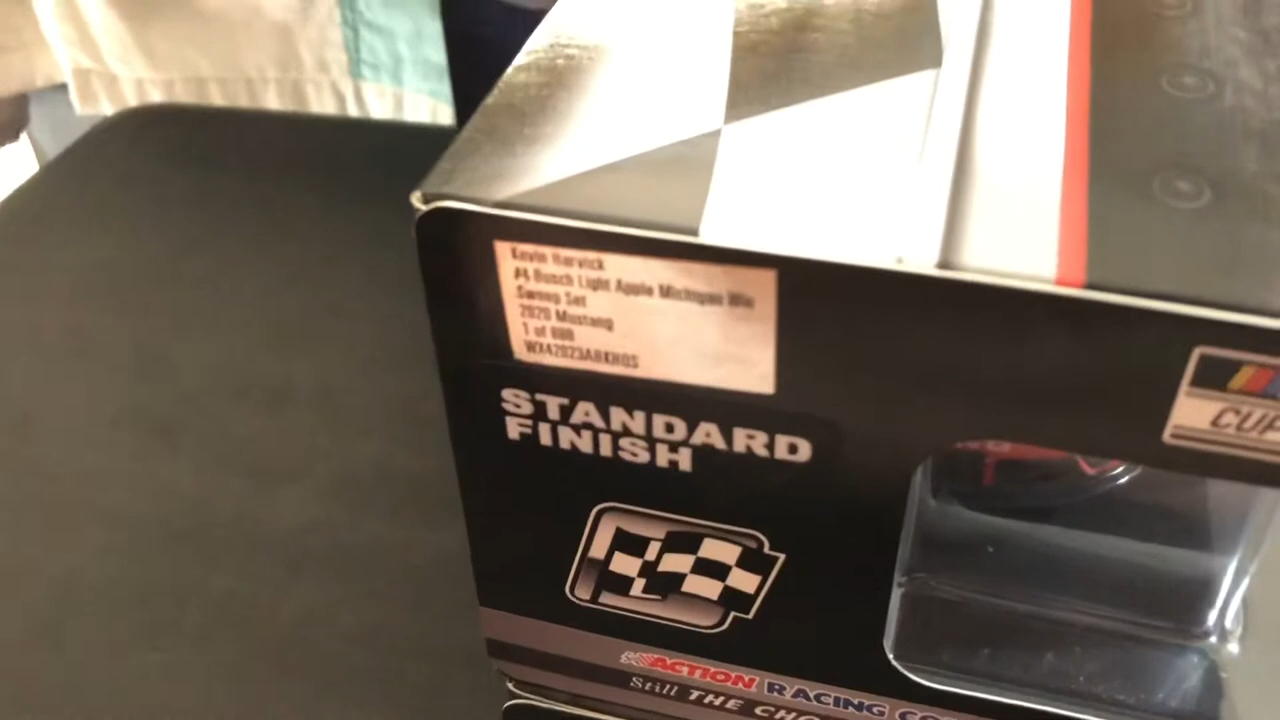 Kevin Harvick
#4 Busch Light Apple Michigan Win
Sweep Set
2020 Mustang
1 of
STANDARD
FINISH
CUP
ACTION RACING
Still THE